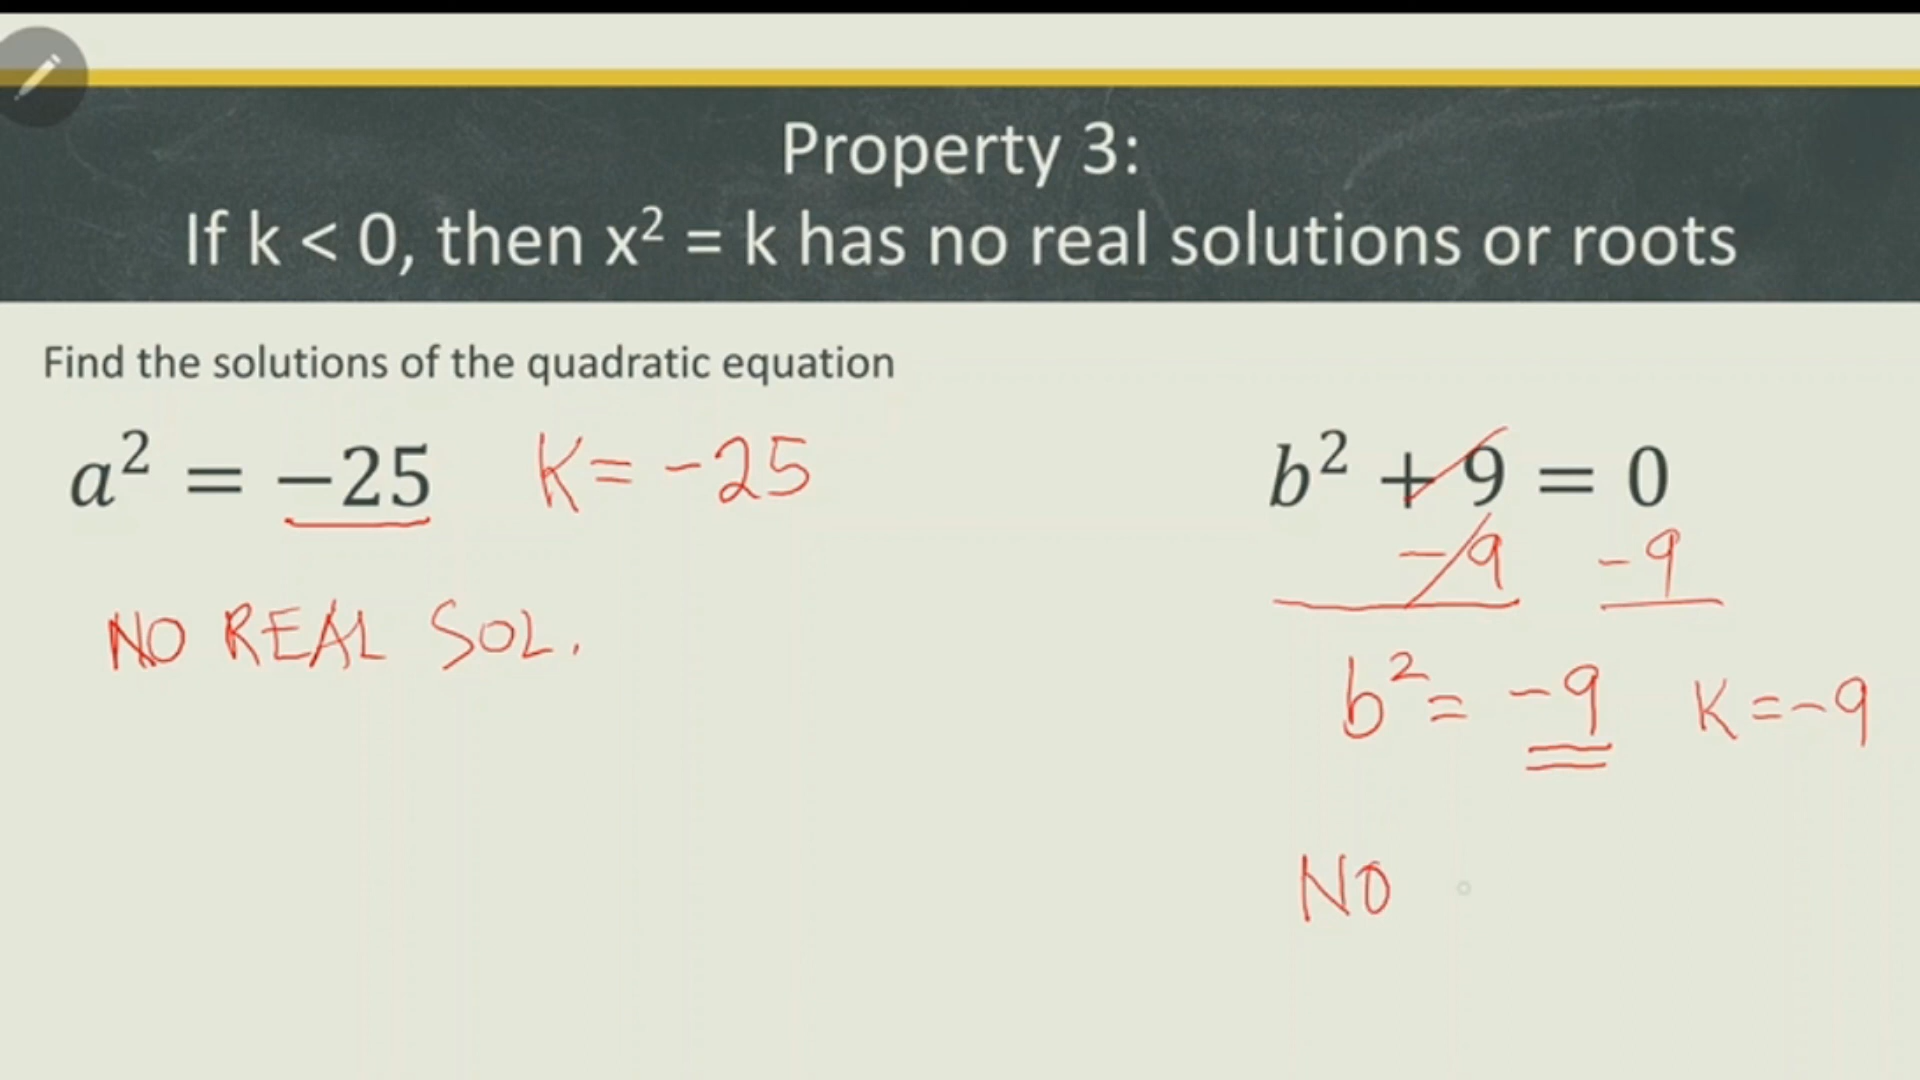 Property 3:
If k < 0, then x² = k has no real solutions or roots
Find the solutions of the quadratic equation
a² = −25 K = -25
NO REAL SOL.
b² + 9 = 0
-9 -9
b² = -9 K = -9
NO